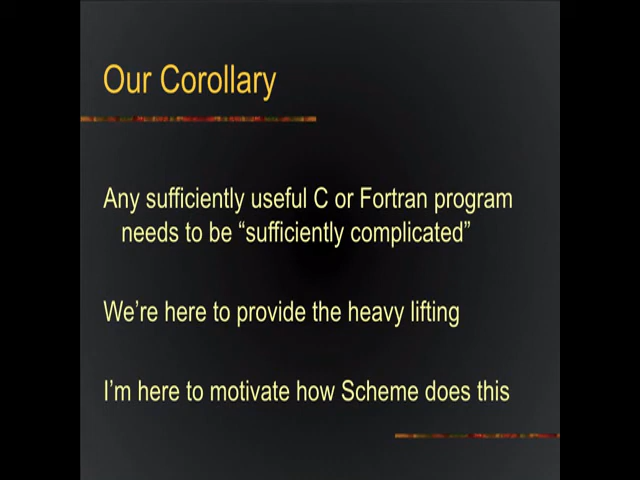 Our Corollary
Any sufficiently useful C or Fortran program
needs to be “sufficiently complicated”
We’re here to provide the heavy lifting
I’m here to motivate how Scheme does this